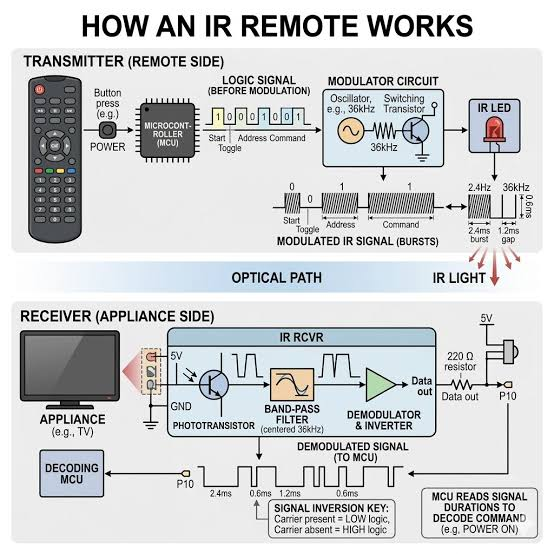 HOW AN IR REMOTE WORKS
TRANSMITTER (REMOTE SIDE)
Button
press
(e.g.)
POWER
MICROCONT-
ROLLER
(MCU)
LOGIC SIGNAL
(BEFORE MODULATION)
1 0 0 1 0 0 1
Start
Toggle
Address Command
MODULATOR CIRCUIT
Oscillator,
e.g., 36kHz
Switching
Transistor
36kHz
IR LED
0 0 1 1
Start
Toggle
Address
Command
MODULATED IR SIGNAL (BURSTS)
2.4Hz 36kHz
0.6ms
2.4ms
burst
1.2ms
gap
OPTICAL PATH
IR LIGHT
RECEIVER (APPLIANCE SIDE)
APPLIANCE
(e.g., TV)
5V
GND
IR RCVR
PHOTOTRANSISTOR
BAND-PASS
FILTER
(centered 36kHz)
DEMODULATOR
& INVERTER
Data
out
5V
220 Ω
resistor
Data out
P10
DECODING
MCU
P10
DEMODULATED SIGNAL
(TO MCU)
2.4ms 0.6ms 1.2ms 0.6ms
SIGNAL INVERSION KEY:
Carrier present = LOW logic,
Carrier absent = HIGH logic
MCU READS SIGNAL
DURATIONS TO
DECODE COMMAND
(e.g, POWER ON)